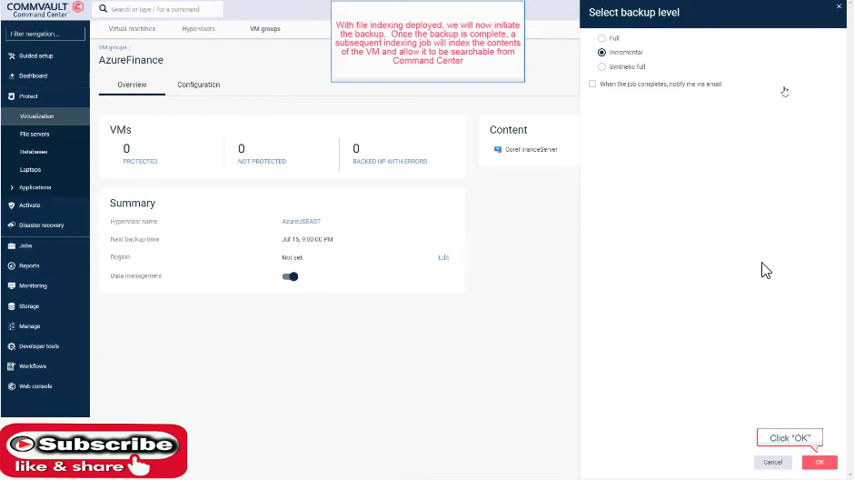 COMMVAULT
Command Center
Search or type / for a command
Filter navigation...
Guided setup
Dashboard
Protect
Virtualization
File servers
Databases
Laptops
Applications
Activate
Disaster recovery
Jobs
Reports
Monitoring
Storage
Manage
Developer tools
Workflows
Web console
Virtual machines
Hypervisors
VM groups
VM groups /
AzureFinance
Overview
Configuration
VMs
0
PROTECTED
0
NOT PROTECTED
0
BACKED UP WITH ERRORS
Content
CoreFinanceServer
Summary
Hypervisor name
AzureUSEAST
Next backup time
Jul 15, 9:00:00 PM
Region
Not set
Edit
Data management
With file indexing deployed, we will now initiate
the backup. Once the backup is complete, a
subsequent indexing job will index the contents
of the VM and allow it to be searchable from
Command Center
Select backup level
Full
Incremental
Synthetic full
When the job completes, notify me via email
Click "OK"
Cancel
OK
Subscribe
like & share